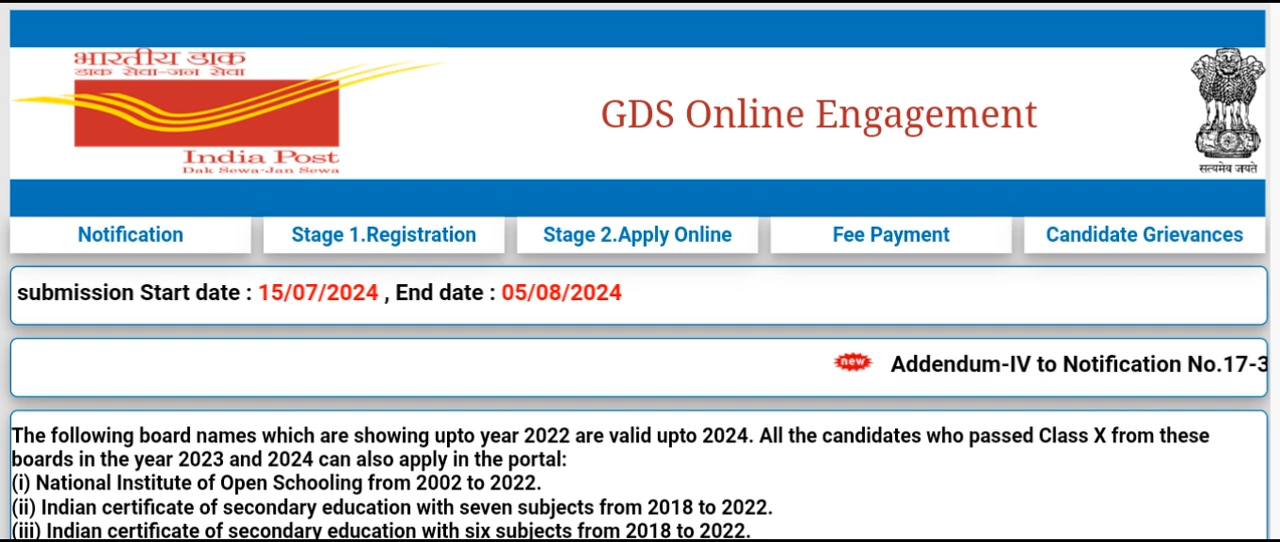 भारतीय डाक
डाक सेवा-जन सेवा
India Post
Dak Sewa-Jan Sewa
GDS Online Engagement
सत्यमेव जयते
Notification
Stage 1.Registration
Stage 2.Apply Online
Fee Payment
Candidate Grievances
submission Start date : 15/07/2024 , End date : 05/08/2024
new Addendum-IV to Notification No.17-3
The following board names which are showing upto year 2022 are valid upto 2024. All the candidates who passed Class X from these
boards in the year 2023 and 2024 can also apply in the portal:
(i) National Institute of Open Schooling from 2002 to 2022.
(ii) Indian certificate of secondary education with seven subjects from 2018 to 2022.
(iii) Indian certificate of secondary education with six subjects from 2018 to 2022.